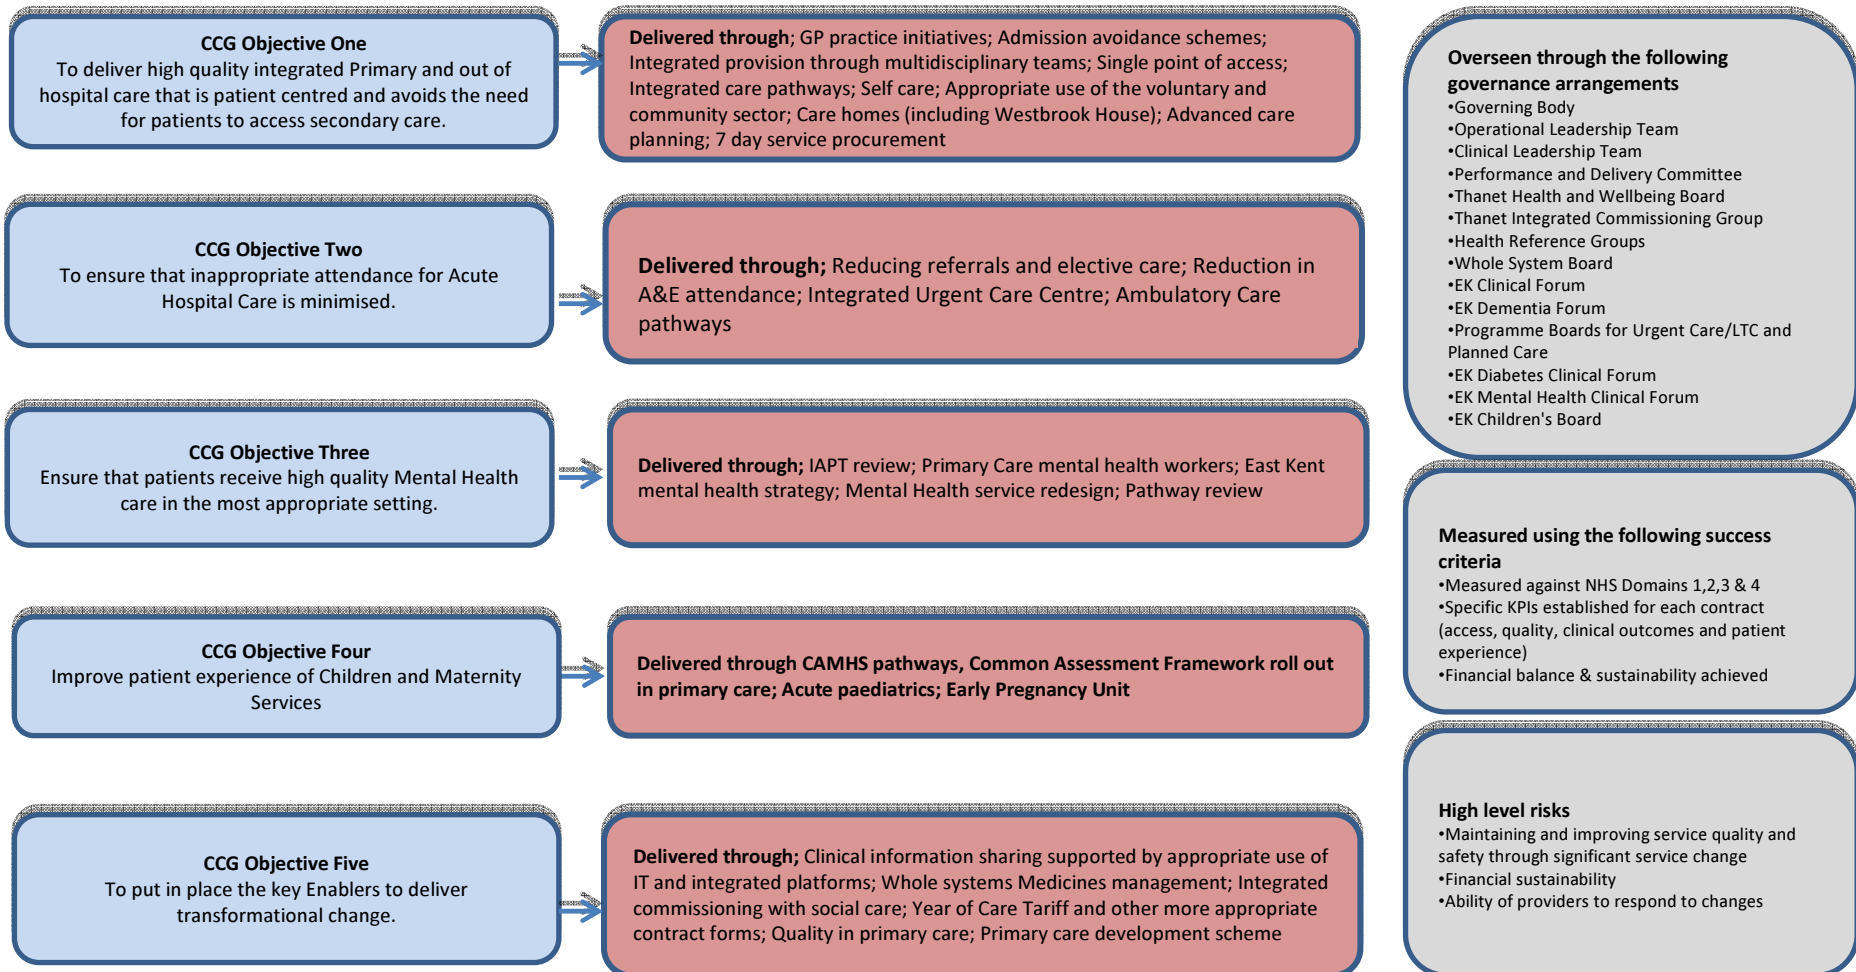 CCG Objective One
To deliver high quality integrated Primary and out of
hospital care that is patient centred and avoids the need
for patients to access secondary care.
Delivered through; GP practice initiatives; Admission avoidance schemes;
Integrated provision through multidisciplinary teams; Single point of access;
Integrated care pathways; Self care; Appropriate use of the voluntary and
community sector; Care homes (including Westbrook House); Advanced care
planning; 7 day service procurement
CCG Objective Two
To ensure that inappropriate attendance for Acute
Hospital Care is minimised.
Delivered through; Reducing referrals and elective care; Reduction in
A&E attendance; Integrated Urgent Care Centre; Ambulatory Care
pathways
CCG Objective Three
Ensure that patients receive high quality Mental Health
care in the most appropriate setting.
Delivered through; IAPT review; Primary Care mental health workers; East Kent
mental health strategy; Mental Health service redesign; Pathway review
CCG Objective Four
Improve patient experience of Children and Maternity
Services
Delivered through CAMHS pathways, Common Assessment Framework roll out
in primary care; Acute paediatrics; Early Pregnancy Unit
CCG Objective Five
To put in place the key Enablers to deliver
transformational change.
Delivered through; Clinical information sharing supported by appropriate use of
IT and integrated platforms; Whole systems Medicines management; Integrated
commissioning with social care; Year of Care Tariff and other more appropriate
contract forms; Quality in primary care; Primary care development scheme
Overseen through the following
governance arrangements
•Governing Body
•Operational Leadership Team
•Clinical Leadership Team
•Performance and Delivery Committee
•Thanet Health and Wellbeing Board
•Thanet Integrated Commissioning Group
•Health Reference Groups
•Whole System Board
•EK Clinical Forum
•EK Dementia Forum
•Programme Boards for Urgent Care/LTC and
Planned Care
•EK Diabetes Clinical Forum
•EK Mental Health Clinical Forum
•EK Children's Board
Measured using the following success
criteria
•Measured against NHS Domains 1,2,3 & 4
•Specific KPIs established for each contract
(access, quality, clinical outcomes and patient
experience)
•Financial balance & sustainability achieved
High level risks
•Maintaining and improving service quality and
safety through significant service change
•Financial sustainability
•Ability of providers to respond to changes